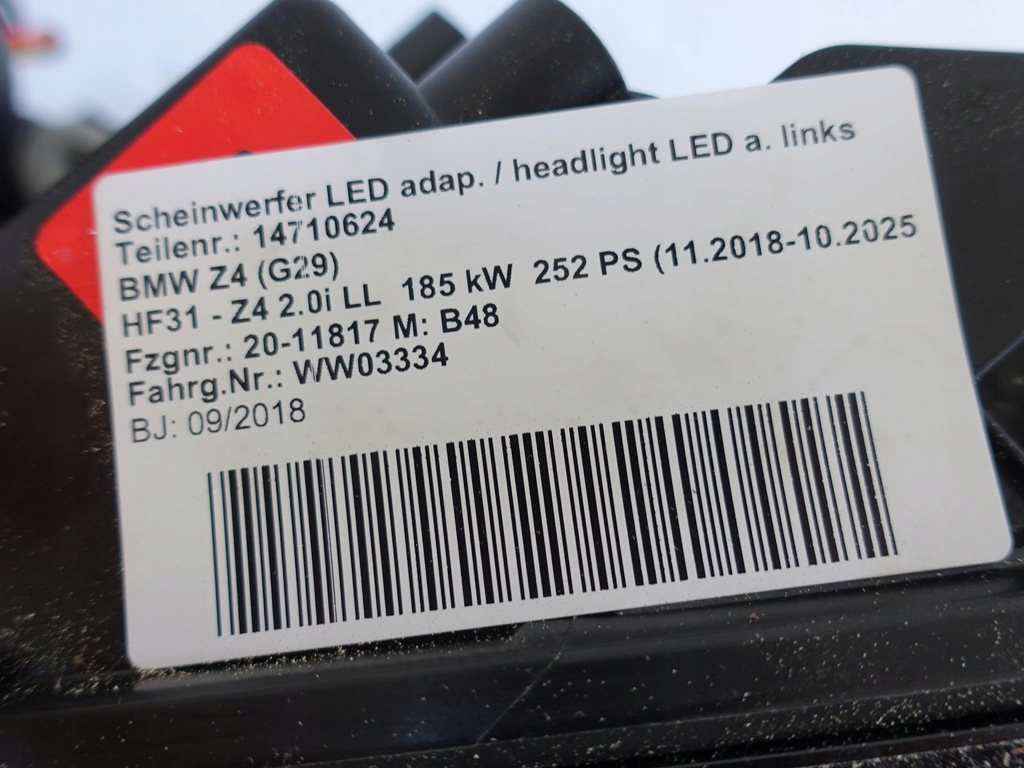 Scheinwerfer LED adap. / headlight LED a. links
Teilenr.: 14710624
BMW Z4 (G29)
HF31 - Z4 2.0i LL 185 kW 252 PS (11.2018-10.2025
Fzgnr.: 20-11817 M: B48
Fahrg.Nr.: WW03334
BJ: 09/2018